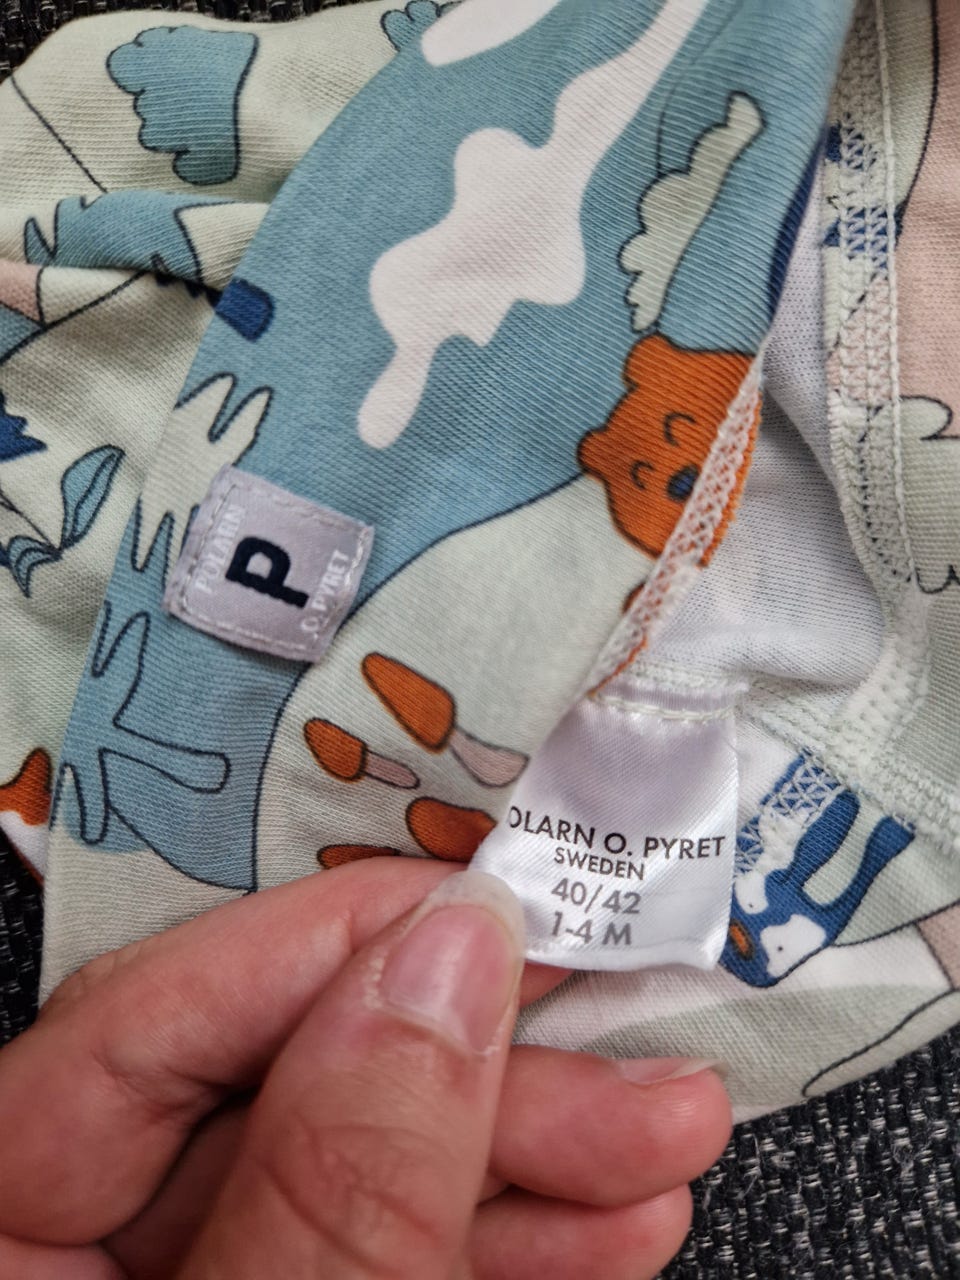 POLARN
P
O. PYRET
OLARN O. PYRET
SWEDEN
40/42
1-4 M